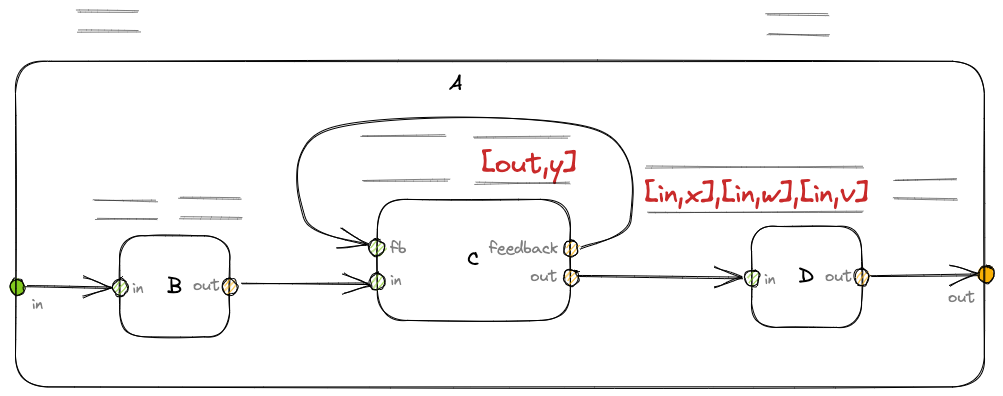 A
[out,y]
[in,x],[in,w],[in,v]
fb
feedback
C
in
out
in
B
out
in
D
out
in
out